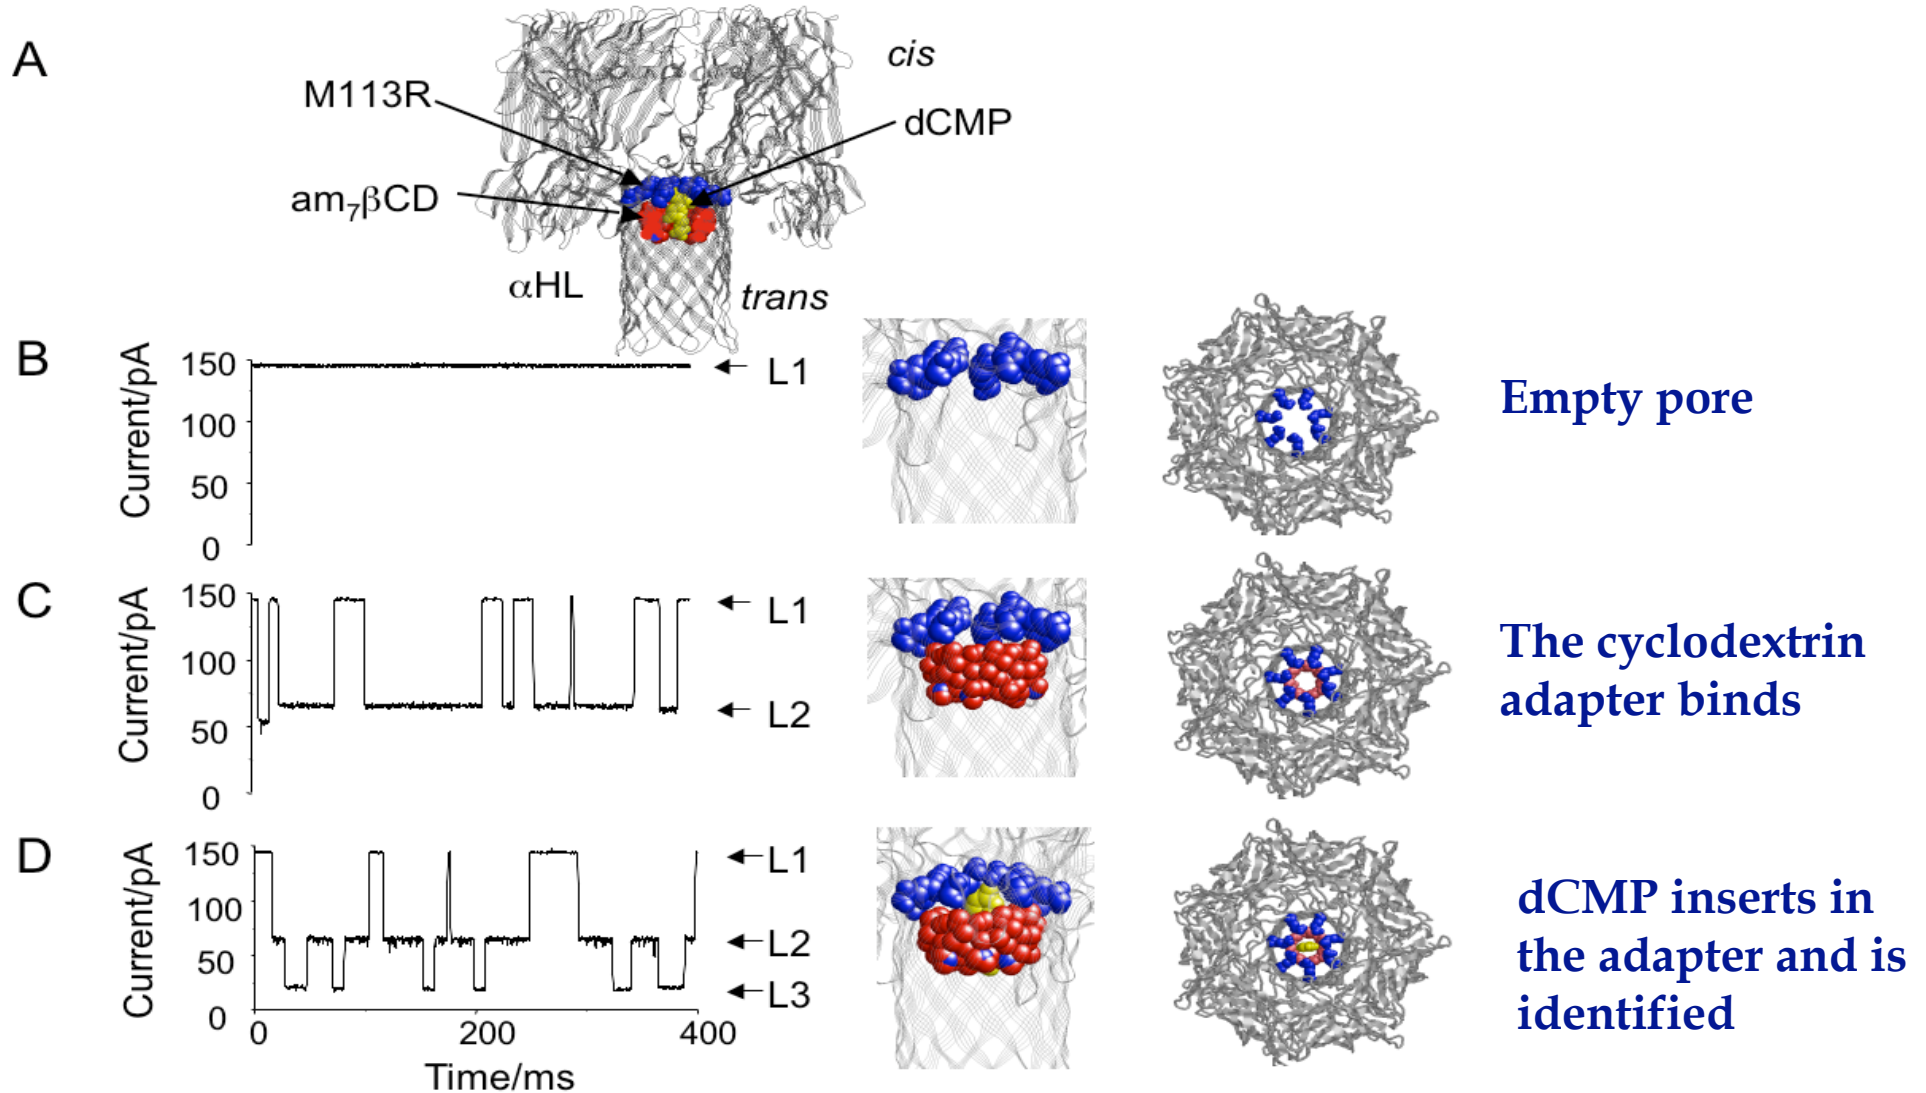 A
cis
M113R
dCMP
am₇βCD
αHL
trans
B
Current/pA
150
100
50
0
L1
Empty pore
C
Current/pA
150
100
50
0
L1
L2
The cyclodextrin
adapter binds
D
Current/pA
150
100
50
0
L1
L2
L3
dCMP inserts in
the adapter and is
identified
0
200
400
Time/ms